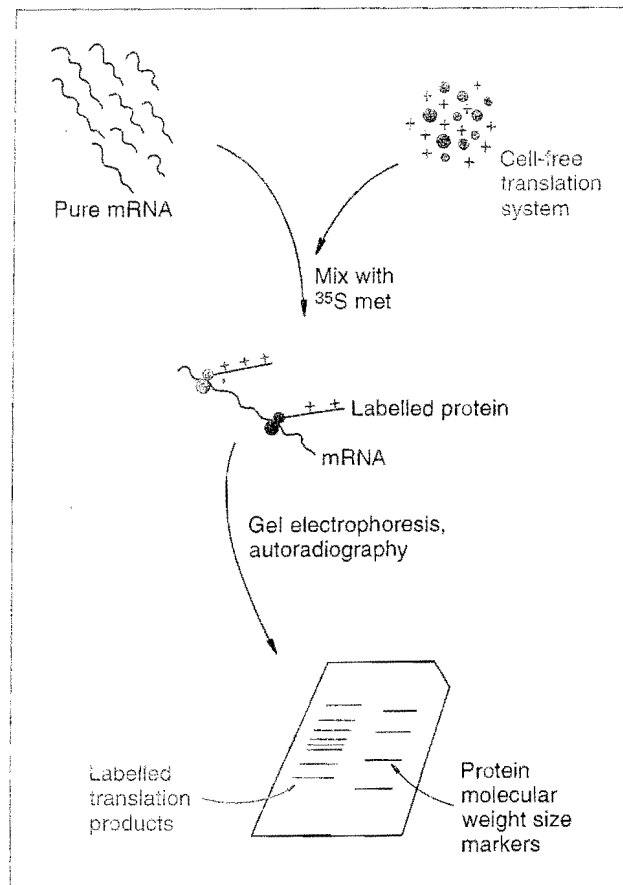 Pure mRNA
Cell-free
translation
system
Mix with
³⁵S met
Labelled protein
mRNA
Gel electrophoresis,
autoradiography
Labelled
translation
products
Protein
molecular
weight size
markers